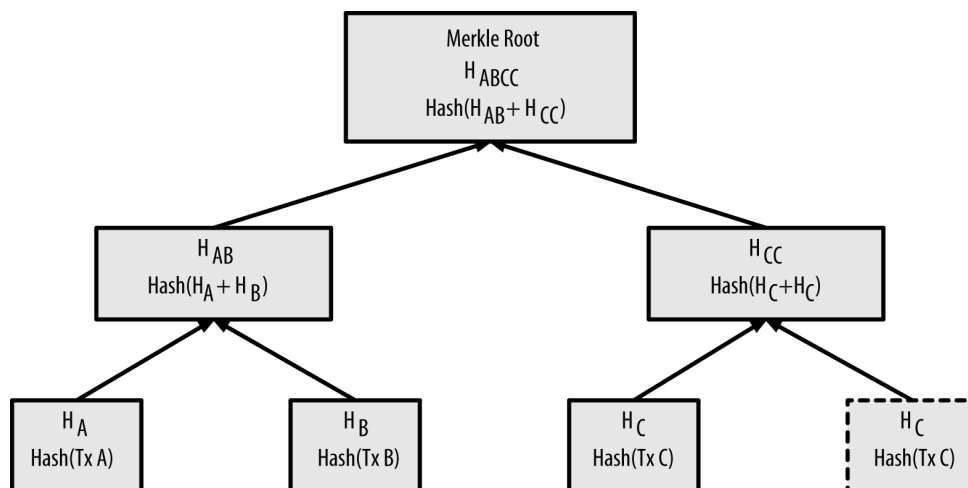 Merkle Root
H ABCC
Hash(H AB + H CC)
H AB
Hash(H A + H B)
H CC
Hash(H C+H C)
H A
Hash(Tx A)
H B
Hash(Tx B)
H C
Hash(Tx C)
H C
Hash(Tx C)